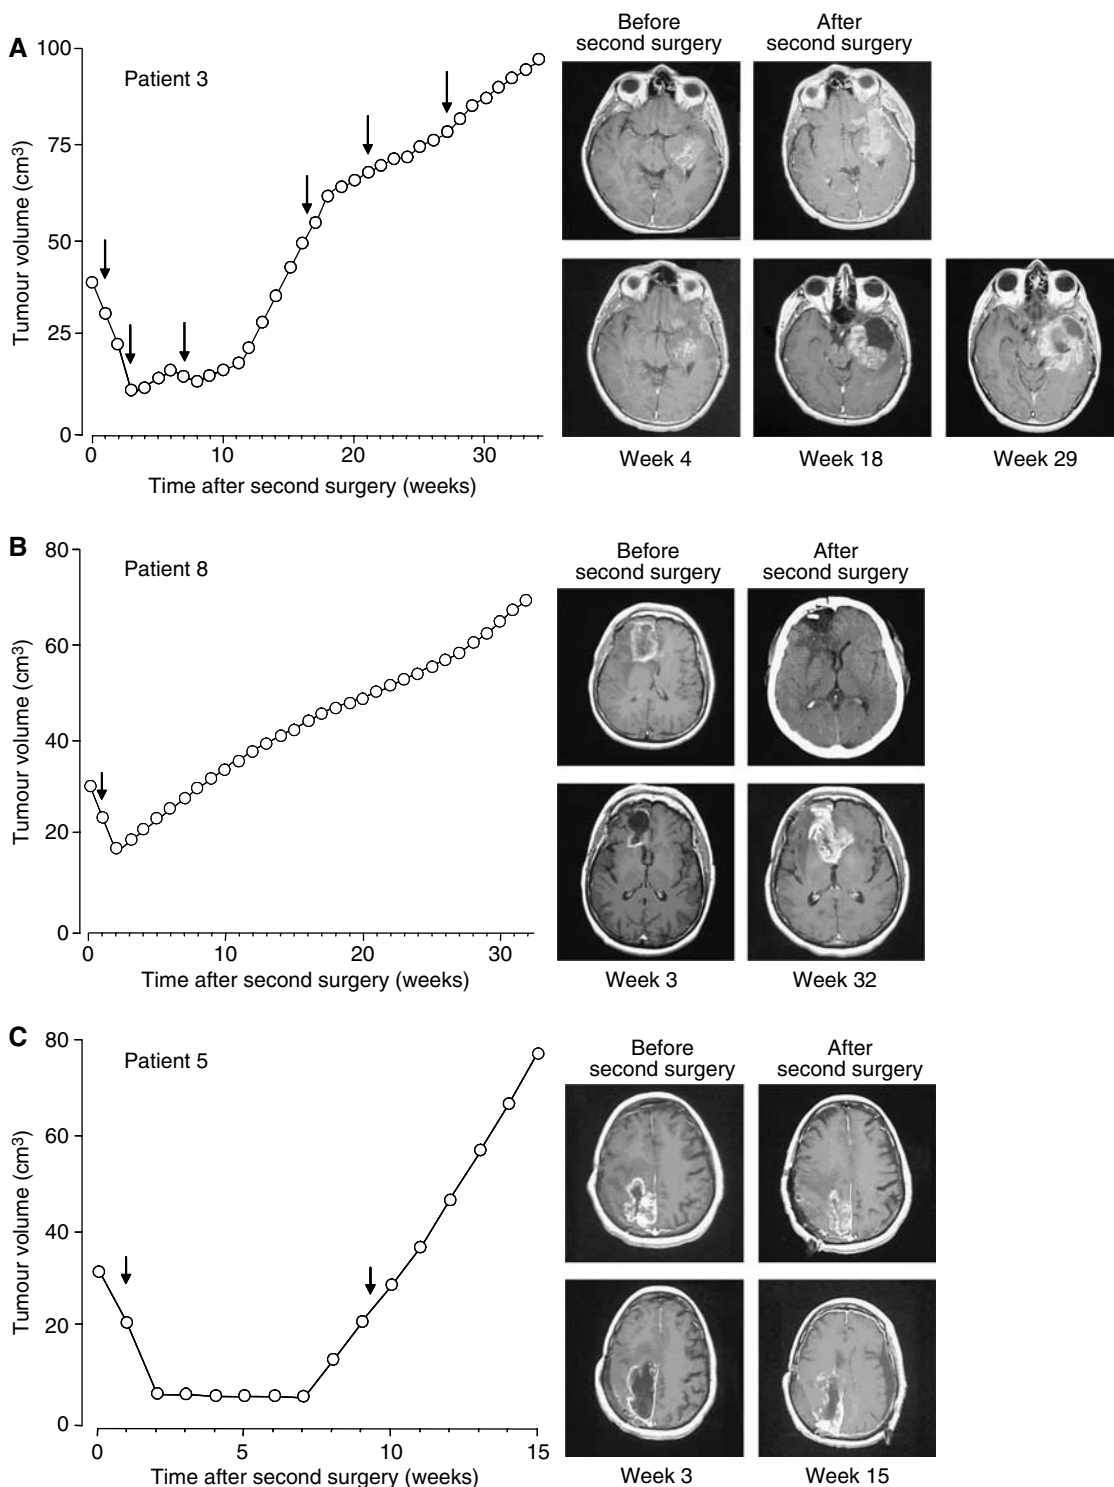 A
Patient 3
Tumour volume (cm³)
100
75
50
25
0
0 10 20 30
Time after second surgery (weeks)
Before
second surgery
After
second surgery
Week 4
Week 18
Week 29
B
Patient 8
Tumour volume (cm³)
80
60
40
20
0
0 10 20 30
Time after second surgery (weeks)
Before
second surgery
After
second surgery
Week 3
Week 32
C
Patient 5
Tumour volume (cm³)
80
60
40
20
0
0 5 10 15
Time after second surgery (weeks)
Before
second surgery
After
second surgery
Week 3
Week 15